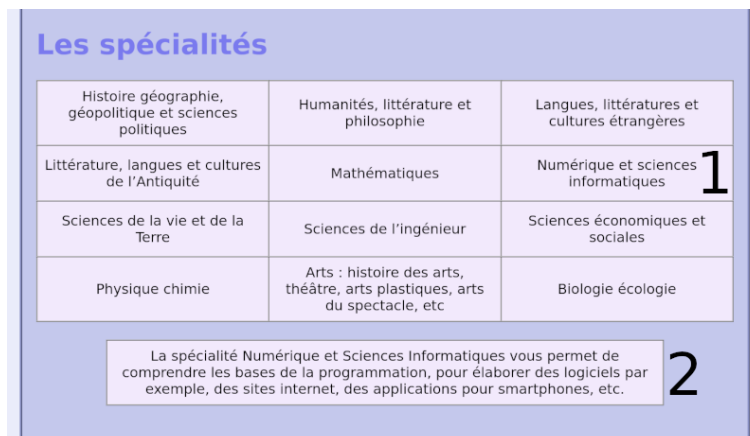 Les spécialités
Histoire géographie,
géopolitique et sciences
politiques
Humanités, littérature et
philosophie
Langues, littératures et
cultures étrangères
Littérature, langues et cultures
de l’Antiquité
Mathématiques
Numérique et sciences
informatiques
1
Sciences de la vie et de la
Terre
Sciences de l’ingénieur
Sciences économiques et
sociales
Physique chimie
Arts : histoire des arts,
théâtre, arts plastiques, arts
du spectacle, etc
Biologie écologie
La spécialité Numérique et Sciences Informatiques vous permet de
comprendre les bases de la programmation, pour élaborer des logiciels par
exemple, des sites internet, des applications pour smartphones, etc.
2